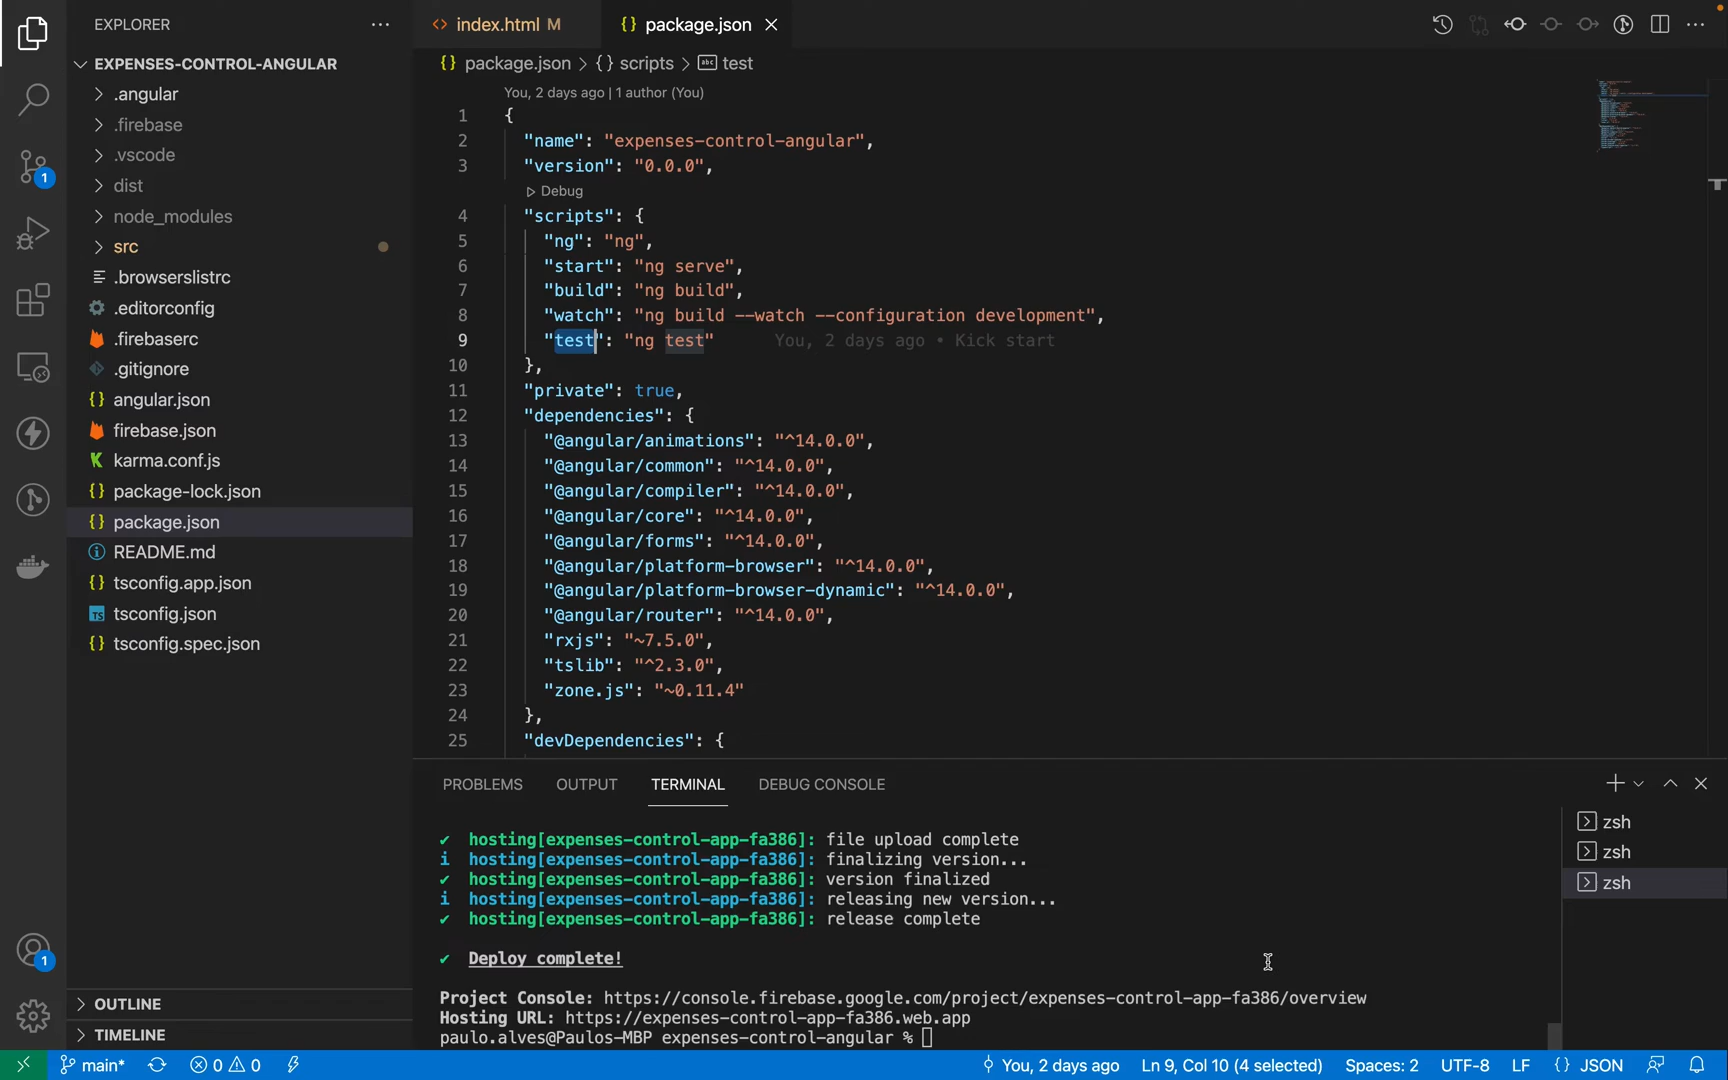 EXPLORER
EXPENSES-CONTROL-ANGULAR
.angular
.firebase
.vscode
dist
node_modules
src
.browserslistrc
.editorconfig
.firebaserc
.gitignore
angular.json
firebase.json
karma.conf.js
package-lock.json
package.json
README.md
tsconfig.app.json
tsconfig.json
tsconfig.spec.json
OUTLINE
TIMELINE
1
1
index.html M
package.json
package.json > {} scripts > test
You, 2 days ago | 1 author (You)
1 {
2 "name": "expenses-control-angular",
3 "version": "0.0.0",
Debug
4 "scripts": {
5 "ng": "ng",
6 "start": "ng serve",
7 "build": "ng build",
8 "watch": "ng build --watch --configuration development",
9 "test": "ng test" You, 2 days ago • Kick start
10 },
11 "private": true,
12 "dependencies": {
13 "@angular/animations": "^14.0.0",
14 "@angular/common": "^14.0.0",
15 "@angular/compiler": "^14.0.0",
16 "@angular/core": "^14.0.0",
17 "@angular/forms": "^14.0.0",
18 "@angular/platform-browser": "^14.0.0",
19 "@angular/platform-browser-dynamic": "^14.0.0",
20 "@angular/router": "^14.0.0",
21 "rxjs": "~7.5.0",
22 "tslib": "^2.3.0",
23 "zone.js": "~0.11.4"
24 },
25 "devDependencies": {
PROBLEMS OUTPUT TERMINAL DEBUG CONSOLE
✔ hosting[expenses-control-app-fa386]: file upload complete
i hosting[expenses-control-app-fa386]: finalizing version...
✔ hosting[expenses-control-app-fa386]: version finalized
i hosting[expenses-control-app-fa386]: releasing new version...
✔ hosting[expenses-control-app-fa386]: release complete
✔ Deploy complete!
Project Console: https://console.firebase.google.com/project/expenses-control-app-fa386/overview
Hosting URL: https://expenses-control-app-fa386.web.app
paulo.alves@Paulos-MBP expenses-control-angular %
zsh
zsh
zsh
main* 0 0 You, 2 days ago Ln 9, Col 10 (4 selected) Spaces: 2 UTF-8 LF {} JSON